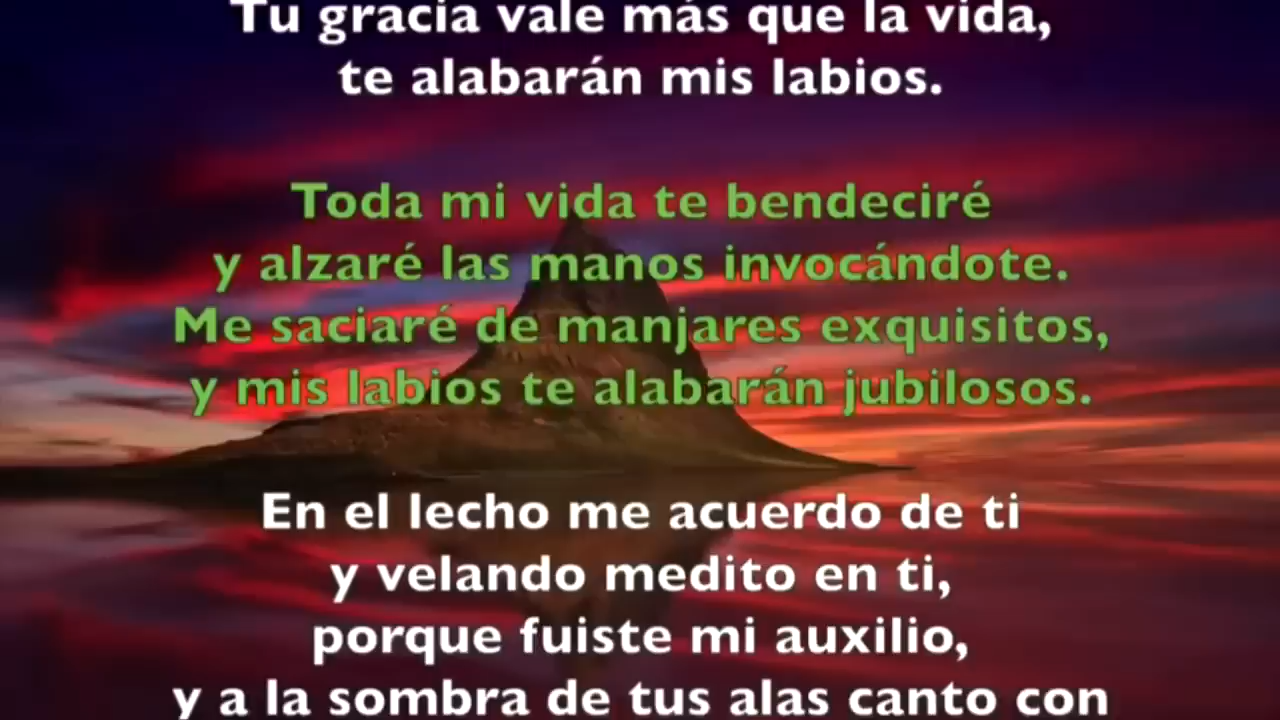 Tu gracia vale más que la vida,
te alabarán mis labios.
Toda mi vida te bendeciré
y alzaré las manos invocándote.
Me saciaré de manjares exquisitos,
y mis labios te alabarán jubilosos.
En el lecho me acuerdo de ti
y velando medito en ti,
porque fuiste mi auxilio,
y a la sombra de tus alas canto con